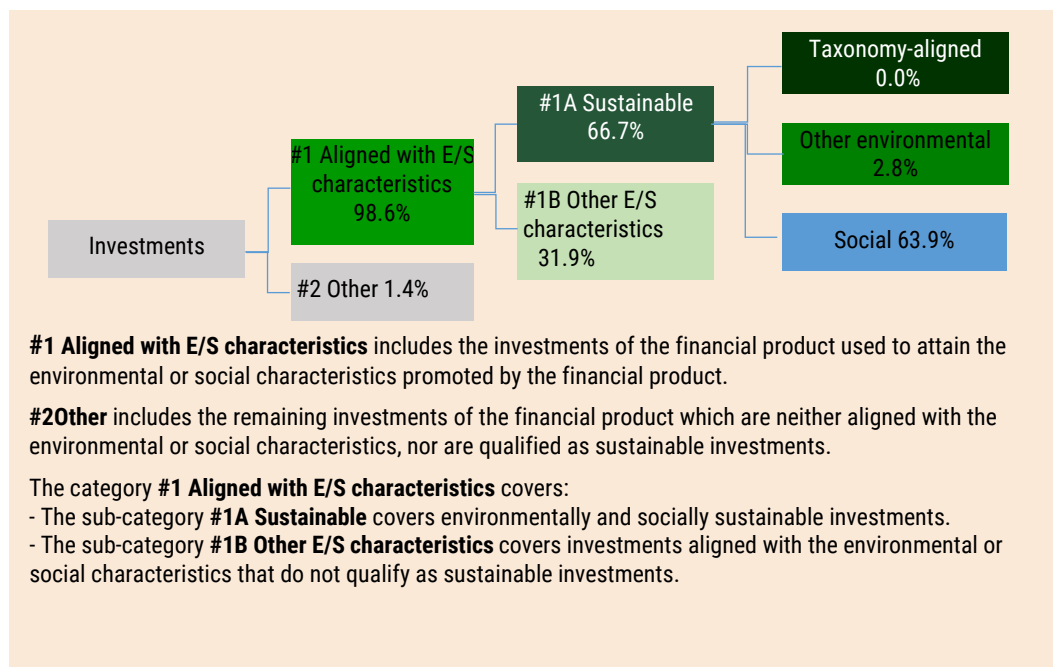 Taxonomy-aligned
0.0%
#1A Sustainable
66.7%
Other environmental
2.8%
#1 Aligned with E/S
characteristics
98.6%
#1B Other E/S
characteristics
31.9%
Social 63.9%
Investments
#2 Other 1.4%
#1 Aligned with E/S characteristics includes the investments of the financial product used to attain the
environmental or social characteristics promoted by the financial product.
#2Other includes the remaining investments of the financial product which are neither aligned with the
environmental or social characteristics, nor are qualified as sustainable investments.
The category #1 Aligned with E/S characteristics covers:
- The sub-category #1A Sustainable covers environmentally and socially sustainable investments.
- The sub-category #1B Other E/S characteristics covers investments aligned with the environmental or
social characteristics that do not qualify as sustainable investments.